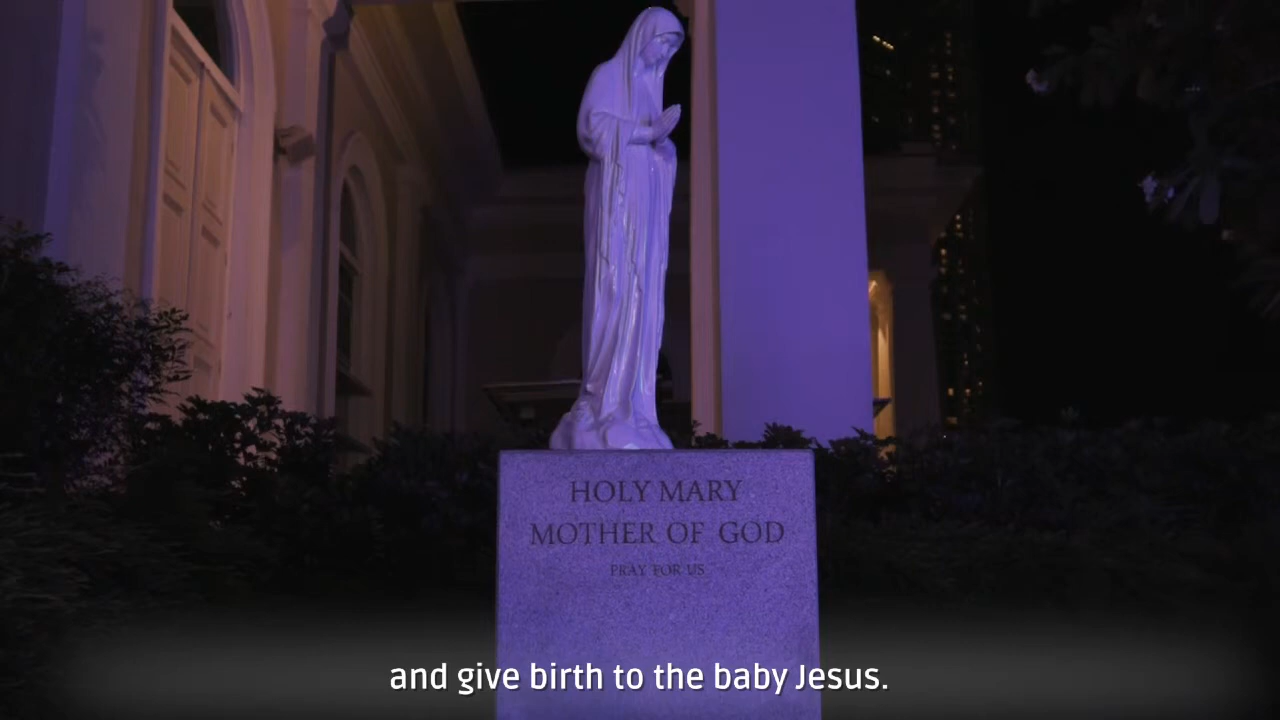 HOLY MARY
MOTHER OF GOD
PRAY FOR US
and give birth to the baby Jesus.